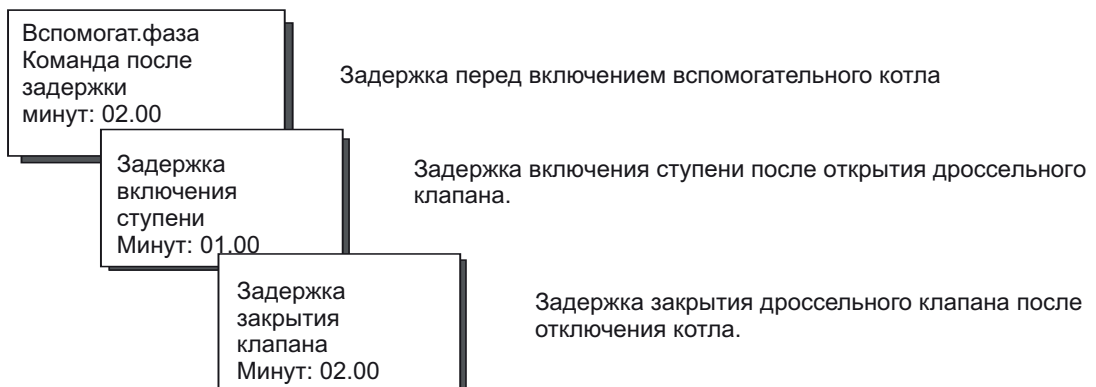 Вспомогат.фаза
Команда после
задержки
минут: 02.00
Задержка перед включением вспомогательного котла
Задержка
включения
ступени
Минут: 01.00
Задержка включения ступени после открытия дроссельного
клапана.
Задержка
закрытия
клапана
Минут: 02.00
Задержка закрытия дроссельного клапана после
отключения котла.